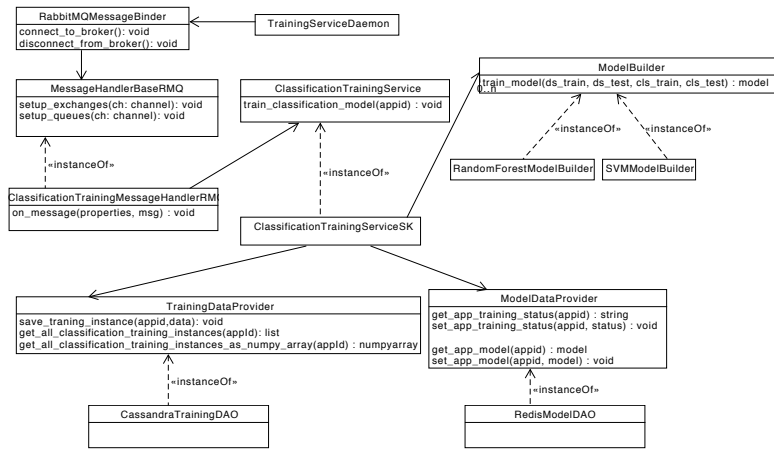 RabbitMQMessageBinder
connect_to_broker(): void
disconnect_from_broker(): void
TrainingServiceDaemon
MessageHandlerBaseRMQ
setup_exchanges(ch: channel): void
setup_queues(ch: channel): void
ClassificationTrainingService
train_classification_model(appid) : void
ModelBuilder
train_model(ds_train, ds_test, cls_train, cls_test) : model
0..n
«instanceOf»
«instanceOf»
RandomForestModelBuilder
SVMModelBuilder
«instanceOf»
«instanceOf»
ClassificationTrainingMessageHandlerRM
on_message(properties, msg) : void
ClassificationTrainingServiceSK
TrainingDataProvider
save_traning_instance(appid,data): void
get_all_classification_training_instances(appId): list
get_all_classification_training_instances_as_numpy_array(appId) : numpyarray
ModelDataProvider
get_app_training_status(appid) : string
set_app_training_status(appid, status) : void
get_app_model(appid) : model
set_app_model(appid, model) : void
«instanceOf»
«instanceOf»
CassandraTrainingDAO
RedisModelDAO